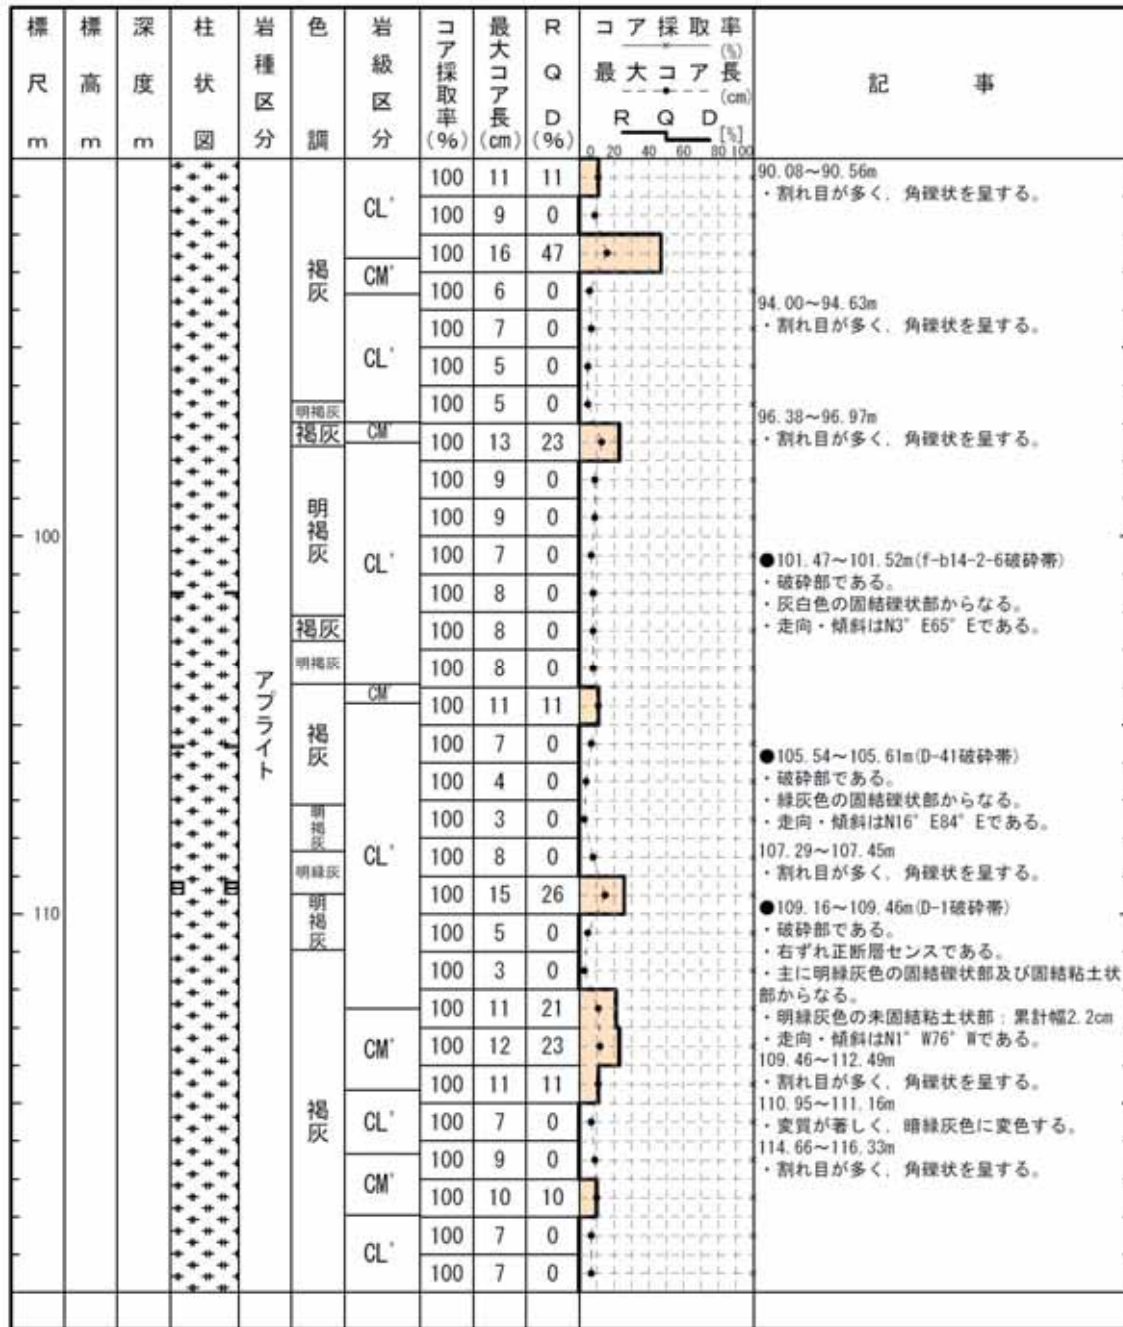 標尺m
標高m
深度m
柱状図
岩種区分
色調
岩級区分
コア採取率(%)
最大コア長(cm)
RQD(%)
コア採取率(%)
最大コア長(cm)
RQD[%]
0 20 40 60 80 100
記事
100
110
アプライト
褐灰
明褐灰
褐灰
明褐灰
褐灰
明褐灰
褐灰
明褐灰
明緑灰
明褐灰
褐灰
CL'
CM'
CL'
CM'
CL'
CM'
CL'
CM'
CL'
CM'
CL'
100 11 11
100 9 0
100 16 47
100 6 0
100 7 0
100 5 0
100 5 0
100 13 23
100 9 0
100 9 0
100 7 0
100 8 0
100 8 0
100 8 0
100 11 11
100 7 0
100 4 0
100 3 0
100 8 0
100 15 26
100 5 0
100 3 0
100 11 21
100 12 23
100 11 11
100 7 0
100 9 0
100 10 10
100 7 0
100 7 0
90.08～90.56m
・割れ目が多く、角礫状を呈する。
94.00～94.63m
・割れ目が多く、角礫状を呈する。
96.38～96.97m
・割れ目が多く、角礫状を呈する。
●101.47～101.52m(f-b14-2-6破砕帯)
・破砕部である。
・灰白色の固結礫状部からなる。
・走向・傾斜はN3°E65°Eである。
●105.54～105.61m(D-41破砕帯)
・破砕部である。
・緑灰色の固結礫状部からなる。
・走向・傾斜はN16°E84°Eである。
107.29～107.45m
・割れ目が多く、角礫状を呈する。
●109.16～109.46m(D-1破砕帯)
・破砕部である。
・右ずれ正断層センスである。
・主に明緑灰色の固結礫状部及び固結粘土状
部からなる。
・明緑灰色の未固結粘土状部：累計幅2.2cm
・走向・傾斜はN1°W76°Wである。
109.46～112.49m
・割れ目が多く、角礫状を呈する。
110.95～111.16m
・変質が著しく、暗緑灰色に変色する。
114.66～116.33m
・割れ目が多く、角礫状を呈する。